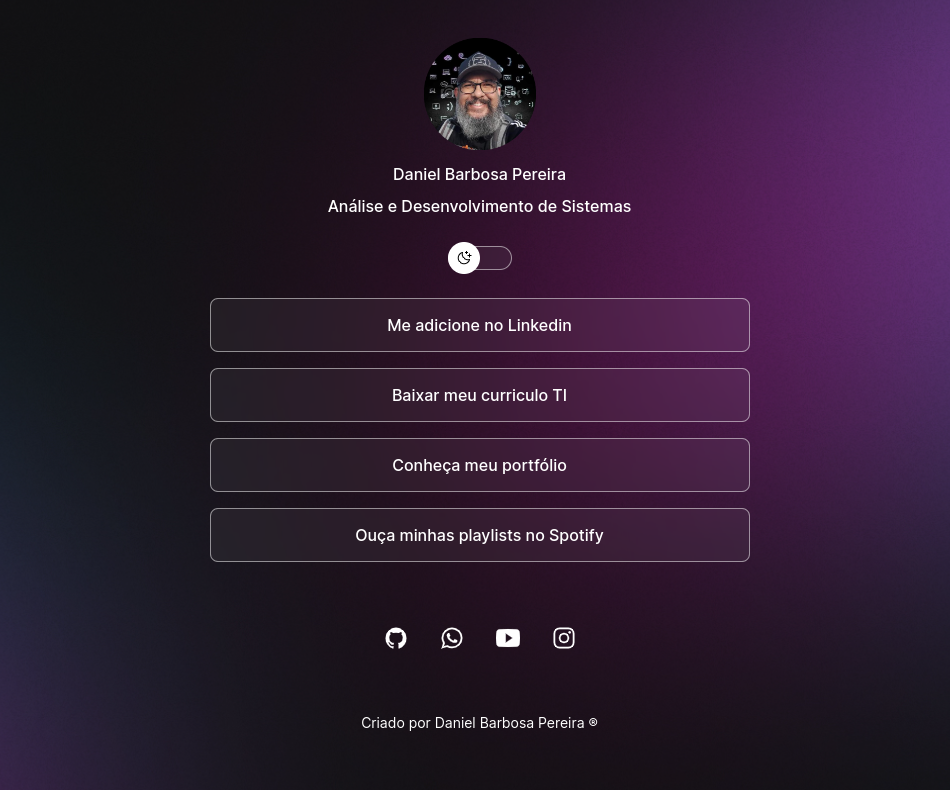 Daniel Barbosa Pereira
Análise e Desenvolvimento de Sistemas
Me adicione no Linkedin
Baixar meu curriculo TI
Conheça meu portfólio
Ouça minhas playlists no Spotify
Criado por Daniel Barbosa Pereira ®